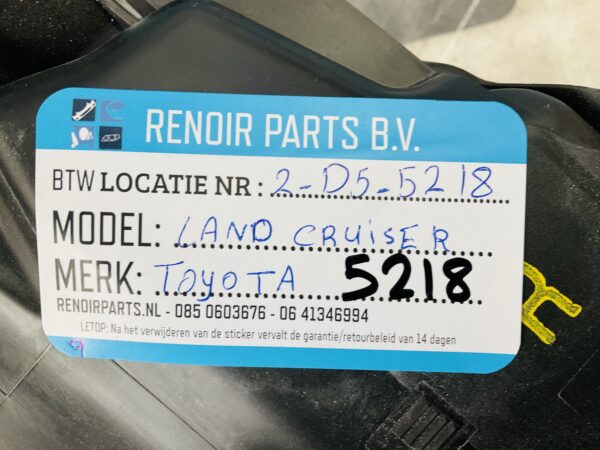 RENOIR PARTS B.V.
BTW LOCATIE NR : 2-D5-5218
MODEL: LAND CRUISER
MERK: TOYOTA 5218
RENOIRPARTS.NL - 085 0603676 - 06 41346994
LETOP: Na het verwijderen van de sticker vervalt de garantie/retourbeleid van 14 dagen